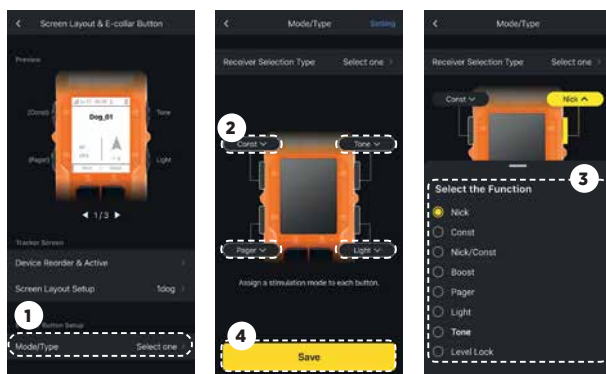 Screen Layout & E-collar Button
Preview
(Const)
Tone
Dog_01
(Pager)
Light
1/3
Tracker Screen
Device Reorder & Active
Screen Layout Setup 1dog
1
Button Setup
Mode/Type Select one
Mode/Type Setting
Receiver Selection Type Select one
2
Const Tone
Pager Light
Assign a stimulation mode to each button.
4
Save
Mode/Type
Receiver Selection Type Select one
Const Nick
3
Select the Function
Nick
Const
Nick/Const
Boost
Pager
Light
Tone
Level Lock